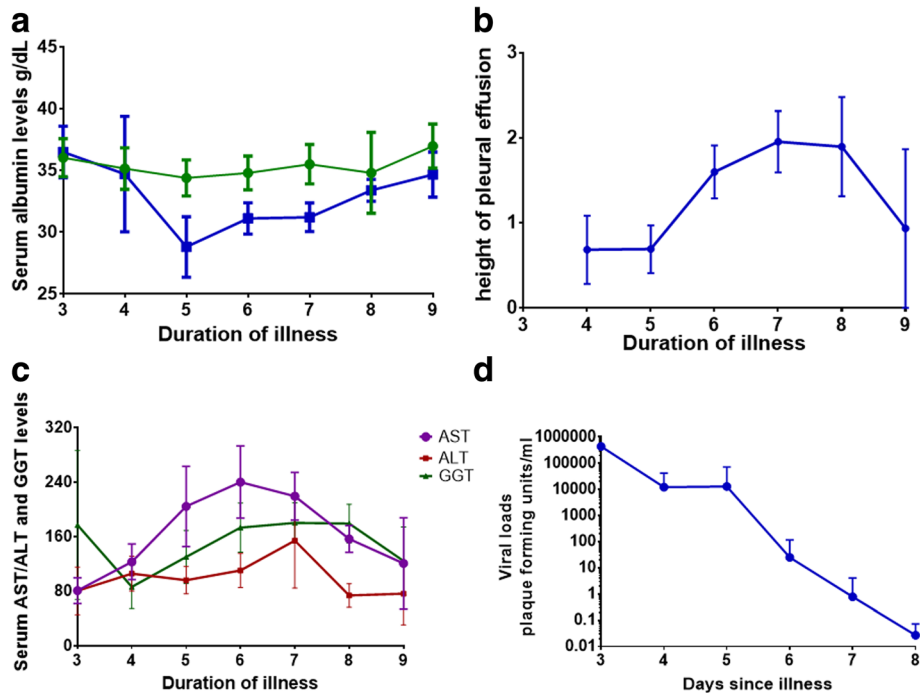 a
Serum albumin levels g/dL
45
40
35
30
25
3 4 5 6 7 8 9
Duration of illness
b
height of pleural effusion
3
2
1
0
3 4 5 6 7 8 9
Duration of illness
c
Serum AST/ALT and GGT levels
320
240
160
80
0
3 4 5 6 7 8 9
Duration of illness
AST
ALT
GGT
d
Viral loads
plaque forming units/ml
1000000
100000
10000
1000
100
10
1
0.1
0.01
3 4 5 6 7 8
Days since illness